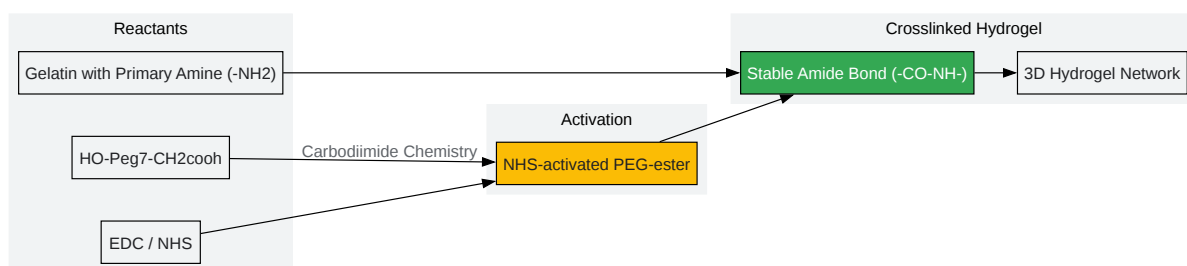 Reactants
Gelatin with Primary Amine (-NH2)
HO-Peg7-CH2cooh
EDC / NHS
Carbodiimide Chemistry
Activation
NHS-activated PEG-ester
Crosslinked Hydrogel
Stable Amide Bond (-CO-NH-)
3D Hydrogel Network